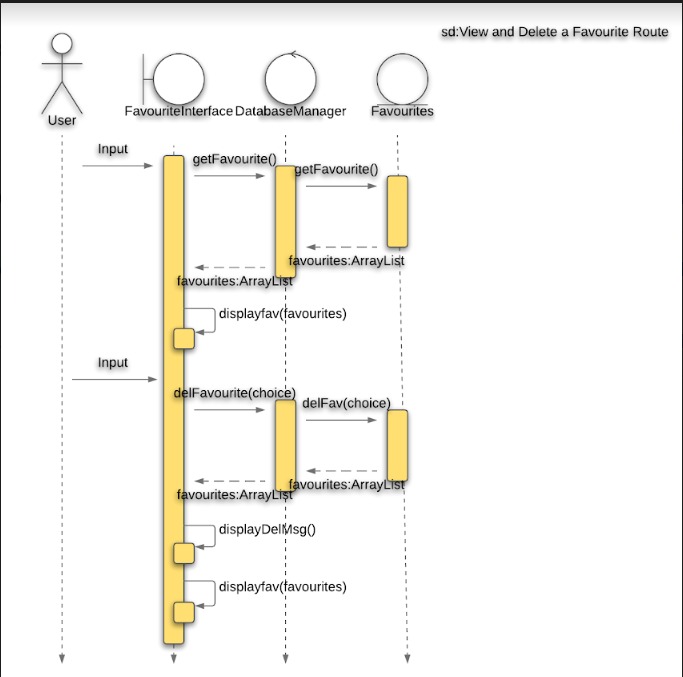 sd:View and Delete a Favourite Route
User
FavouriteInterface
DatabaseManager
Favourites
Input
getFavourite()
getFavourite()
favourites:ArrayList
favourites:ArrayList
displayfav(favourites)
Input
delFavourite(choice)
delFav(choice)
favourites:ArrayList
favourites:ArrayList
displayDelMsg()
displayfav(favourites)